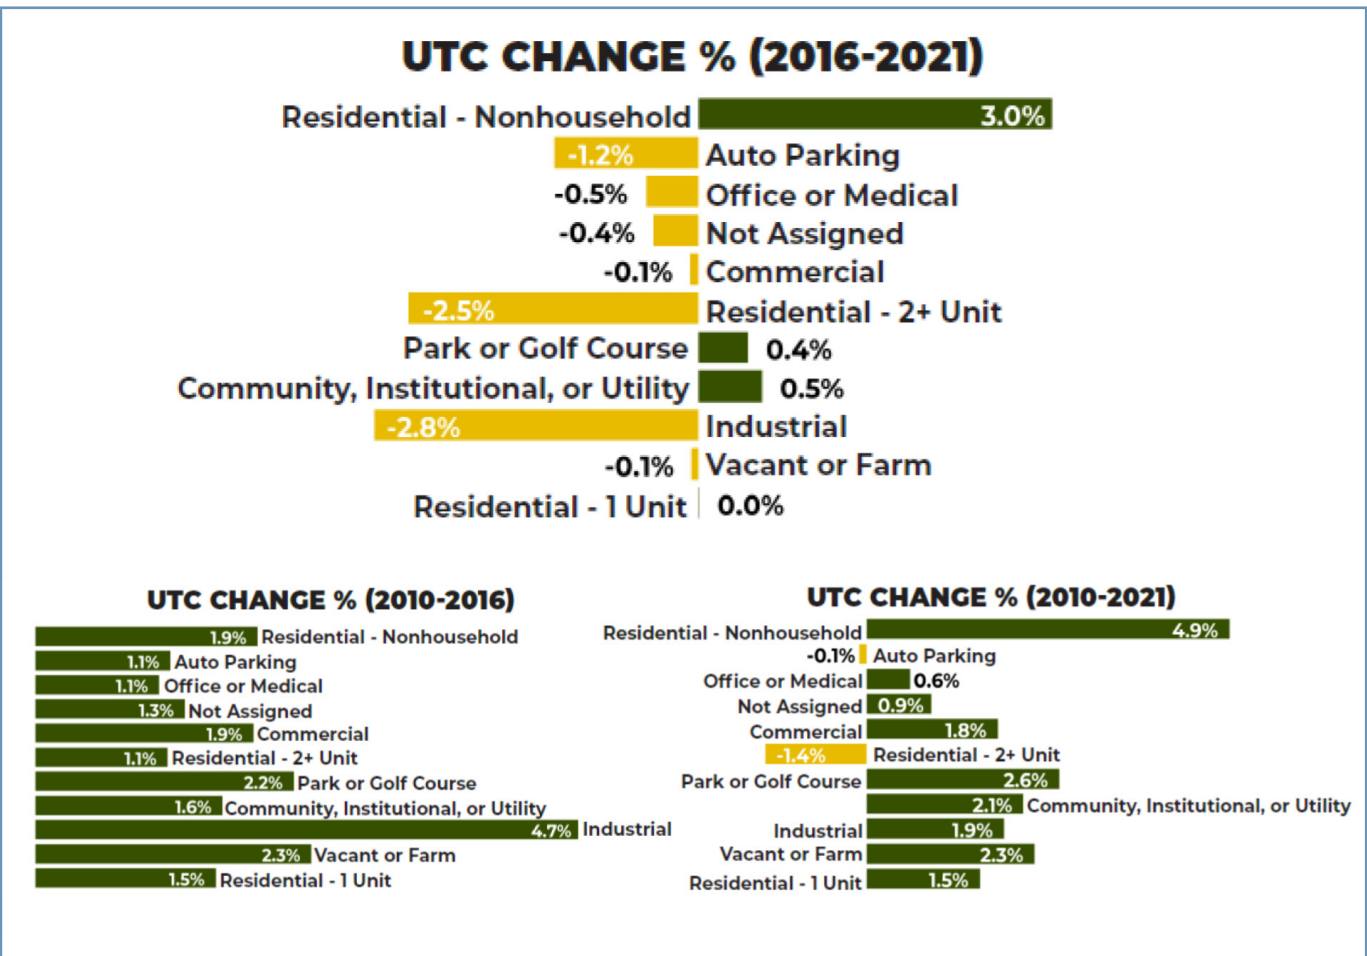 UTC CHANGE % (2016-2021)
Residential - Nonhousehold 3.0%
-1.2% Auto Parking
-0.5% Office or Medical
-0.4% Not Assigned
-0.1% Commercial
-2.5% Residential - 2+ Unit
Park or Golf Course 0.4%
Community, Institutional, or Utility 0.5%
-2.8% Industrial
-0.1% Vacant or Farm
Residential - 1 Unit 0.0%
UTC CHANGE % (2010-2016)
1.9% Residential - Nonhousehold
1.1% Auto Parking
1.1% Office or Medical
1.3% Not Assigned
1.9% Commercial
1.1% Residential - 2+ Unit
2.2% Park or Golf Course
1.6% Community, Institutional, or Utility
4.7% Industrial
2.3% Vacant or Farm
1.5% Residential - 1 Unit
UTC CHANGE % (2010-2021)
Residential - Nonhousehold 4.9%
-0.1% Auto Parking
Office or Medical 0.6%
Not Assigned 0.9%
Commercial 1.8%
-1.4% Residential - 2+ Unit
Park or Golf Course 2.6%
2.1% Community, Institutional, or Utility
Industrial 1.9%
Vacant or Farm 2.3%
Residential - 1 Unit 1.5%